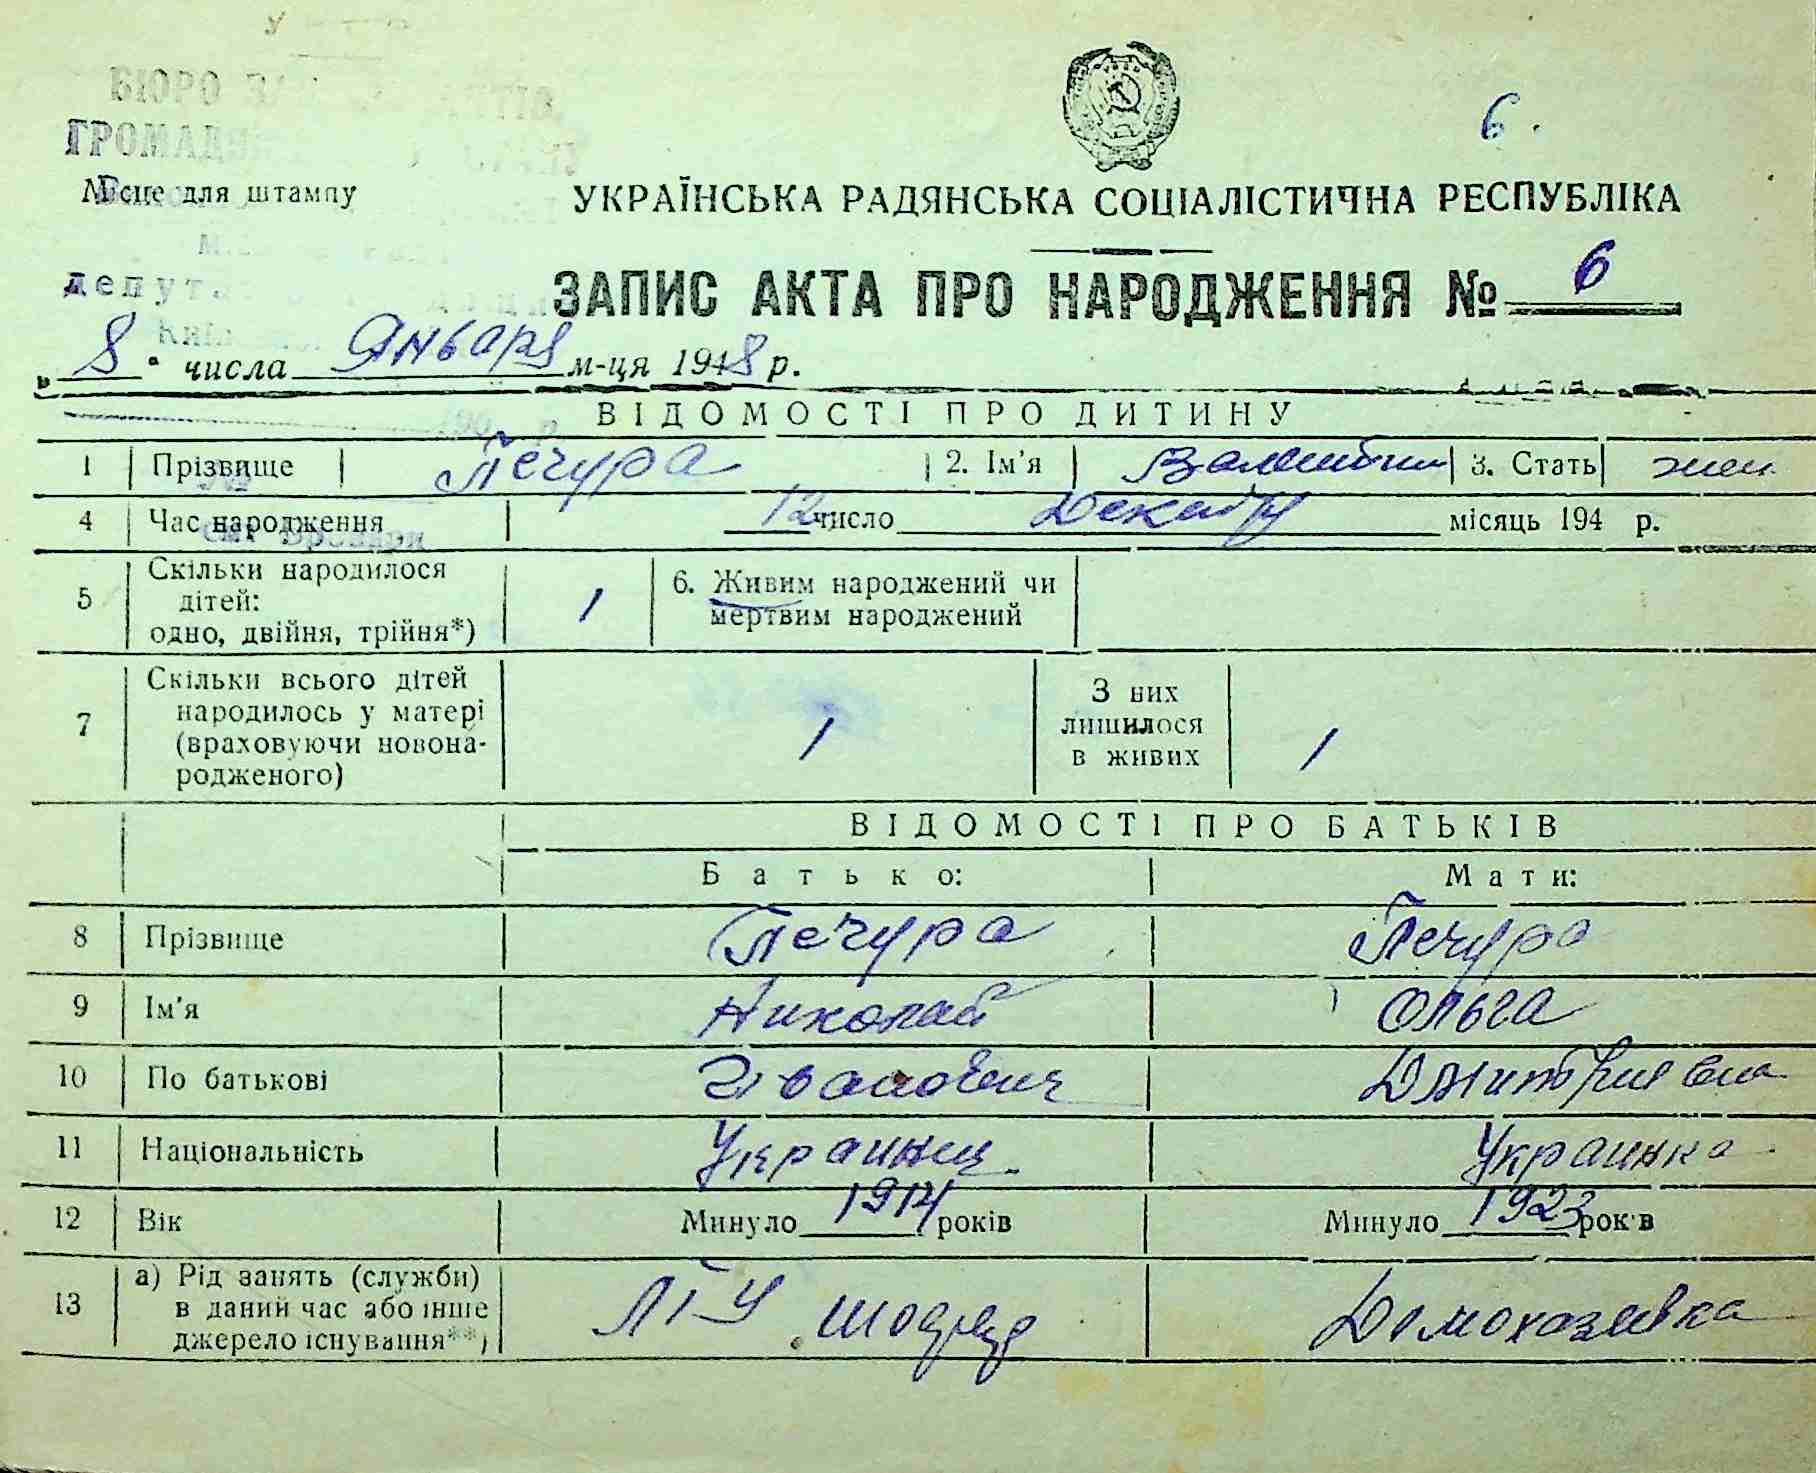 БЮРО
ГРОМАД
6.
Місце для штампу
УКРАЇНСЬКА РАДЯНСЬКА СОЦІАЛІСТИЧНА РЕСПУБЛІКА
депут
ЗАПИС АКТА ПРО НАРОДЖЕННЯ № 6
„ 8 " числа Января м-ця 1948 р.
ВІДОМОСТІ ПРО ДИТИНУ
1 Прізвище Печура 2. Ім'я 3. Стать жен
4 Час народження 12 число месяць 194 р.
5 Скільки народилося дітей: одно, двійня, трійня*) 1 6. Живим народжений чи мертвим народжений
7 Скільки всього дітей народилось у матері (враховуючи новонародженого) 1 З них лишилося в живих 1
ВІДОМОСТІ ПРО БАТЬКІВ
Батько: Мати:
8 Прізвище Печура Печура
9 Ім'я Николай Ольга
10 По батькові Иванович Дмитриевна
11 Національність Украинец Украинка
12 Вік Минуло 1914 років Минуло 1923 років
13 а) Рід занять (служби) в даний час або інше джерело існування**) Домохазяйка